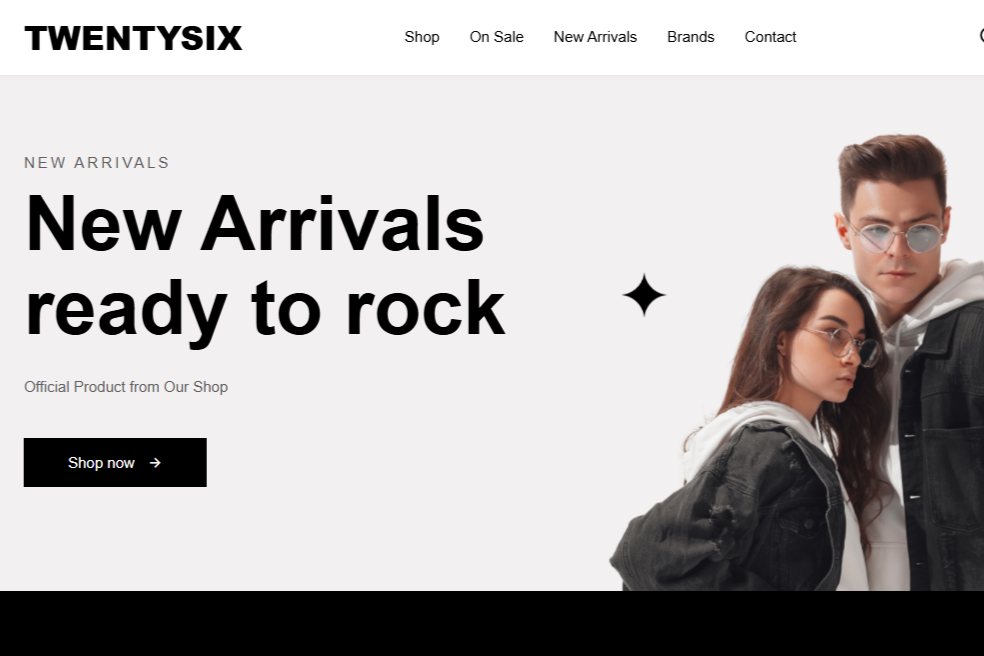 TWENTYSIX
Shop On Sale New Arrivals Brands Contact
NEW ARRIVALS
New Arrivals
ready to rock
Official Product from Our Shop
Shop now →